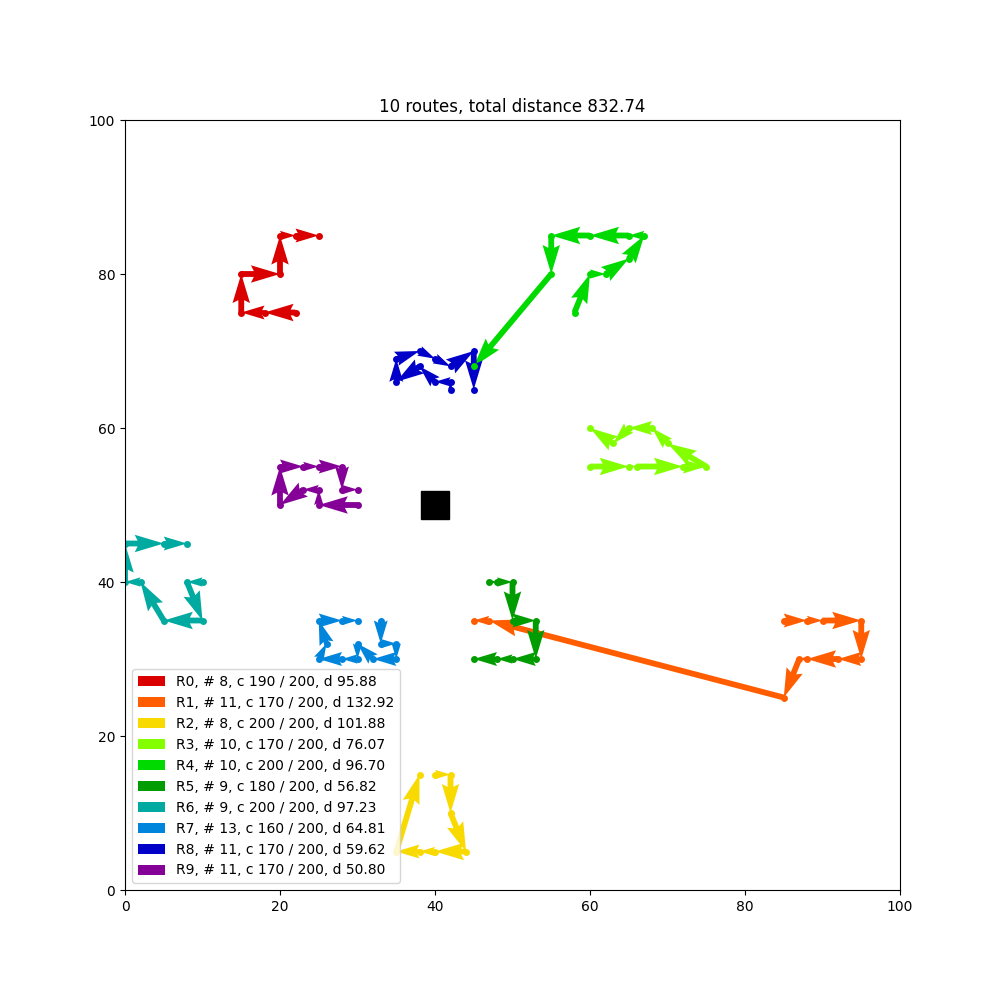 10 routes, total distance 832.74
100
80
60
40
20
0
R0, # 8, c 190 / 200, d 95.88
R1, # 11, c 170 / 200, d 132.92
R2, # 8, c 200 / 200, d 101.88
R3, # 10, c 170 / 200, d 76.07
R4, # 10, c 200 / 200, d 96.70
R5, # 9, c 180 / 200, d 56.82
R6, # 9, c 200 / 200, d 97.23
R7, # 13, c 160 / 200, d 64.81
R8, # 11, c 170 / 200, d 59.62
R9, # 11, c 170 / 200, d 50.80
0 20 40 60 80 100